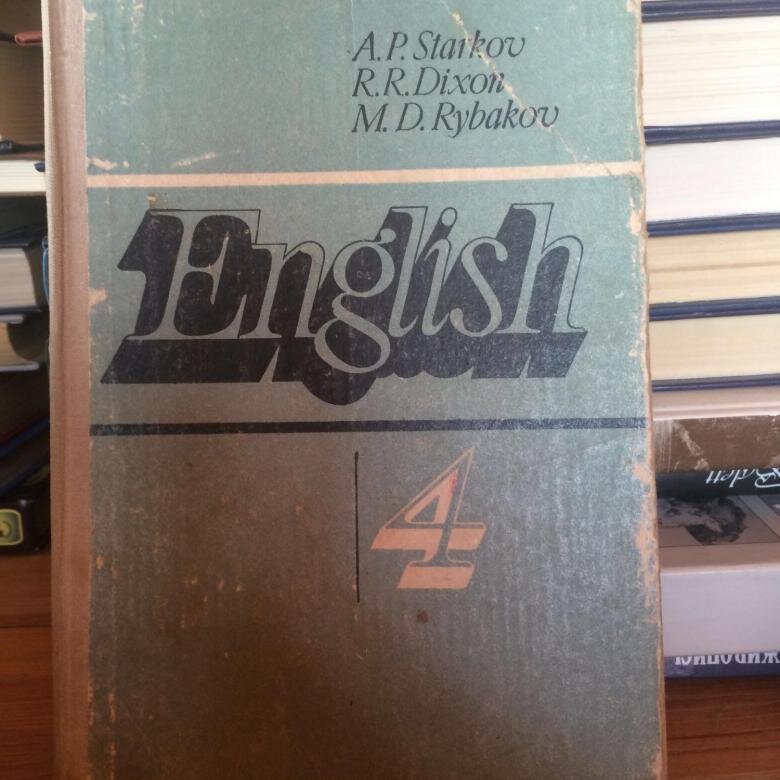 A.P. Starkov
R.R. Dixon
M.D. Rybakov
English
4